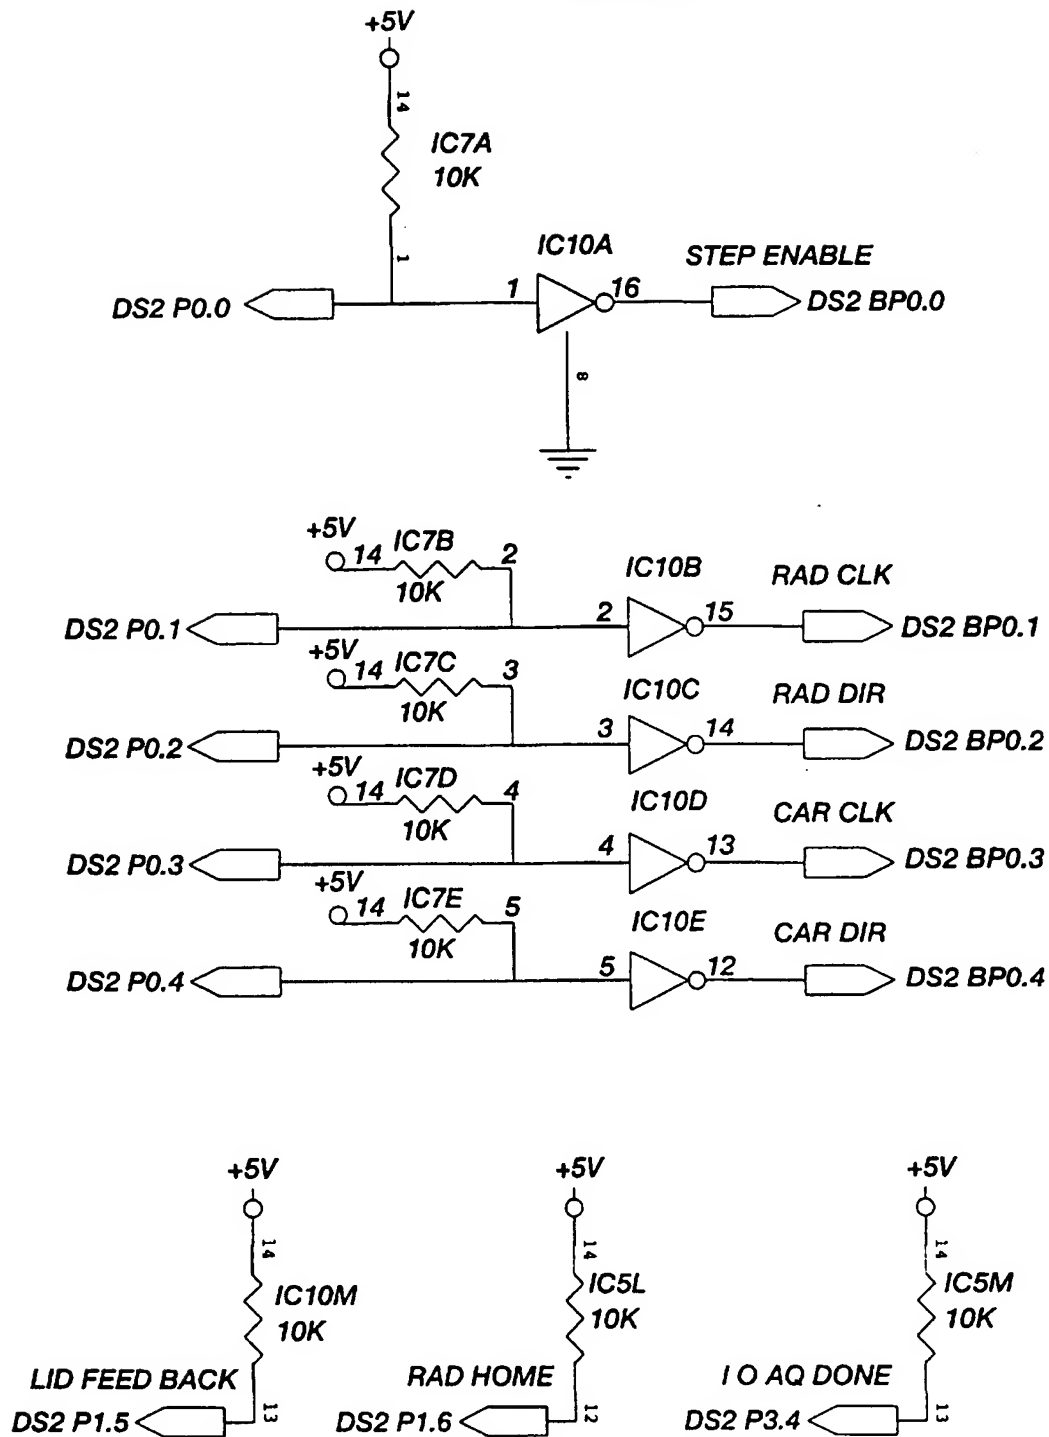 +5V
14
IC7A
10K
1
IC10A
STEP ENABLE
1
16
DS2 P0.0
DS2 BP0.0
8
+5V
14
IC7B
2
10K
IC10B
RAD CLK
2
15
DS2 P0.1
DS2 BP0.1
+5V
14
IC7C
3
10K
IC10C
RAD DIR
3
14
DS2 P0.2
DS2 BP0.2
+5V
14
IC7D
4
10K
IC10D
CAR CLK
4
13
DS2 P0.3
DS2 BP0.3
+5V
14
IC7E
5
10K
IC10E
CAR DIR
5
12
DS2 P0.4
DS2 BP0.4
+5V
14
IC10M
10K
LID FEED BACK
DS2 P1.5
13
+5V
14
IC5L
10K
RAD HOME
DS2 P1.6
12
+5V
14
IC5M
10K
I O AQ DONE
DS2 P3.4
13